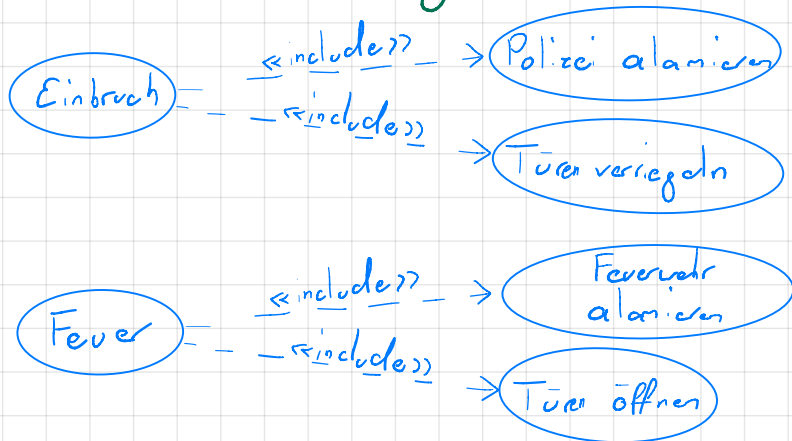 <<include>>
Polizei alamieren
Einbruch
<<include>>
Türen verriegeln
<<include>>
Feuerwehr
alamieren
Feuer
<<include>>
Türen öffnen